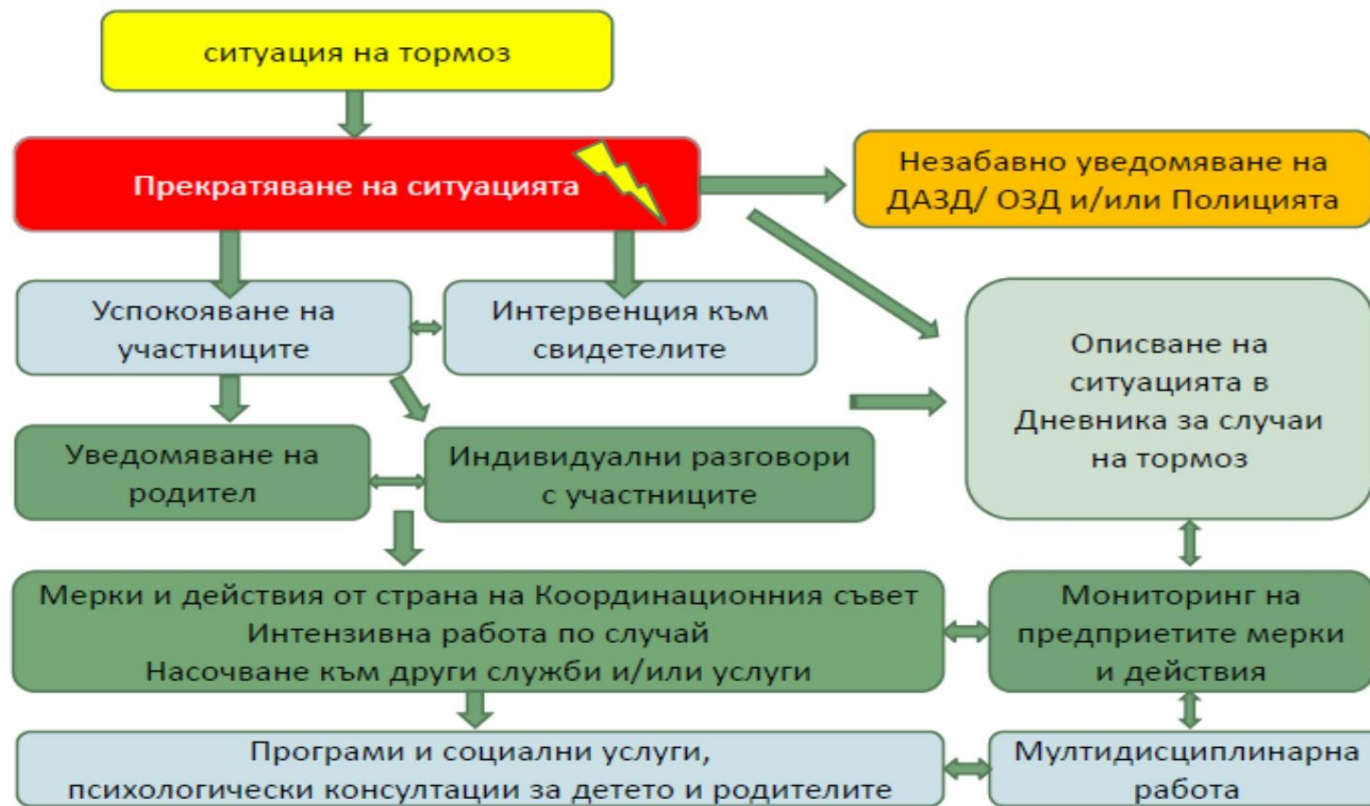 ситуация на тормоз
Прекратяване на ситуацията
Незабавно уведомяване на
ДАЗД/ ОЗД и/или Полицията
Успокояване на
участниците
Интервенция към
свидетелите
Описване на
ситуацията в
Дневника за случаи
на тормоз
Уведомяване на
родител
Индивидуални разговори
с участниците
Мерки и действия от страна на Координационния съвет
Интензивна работа по случай
Насочване към други служби и/или услуги
Мониторинг на
предприетите мерки
и действия
Програми и социални услуги,
психологически консултации за детето и родителите
Мултидисциплинарна
работа